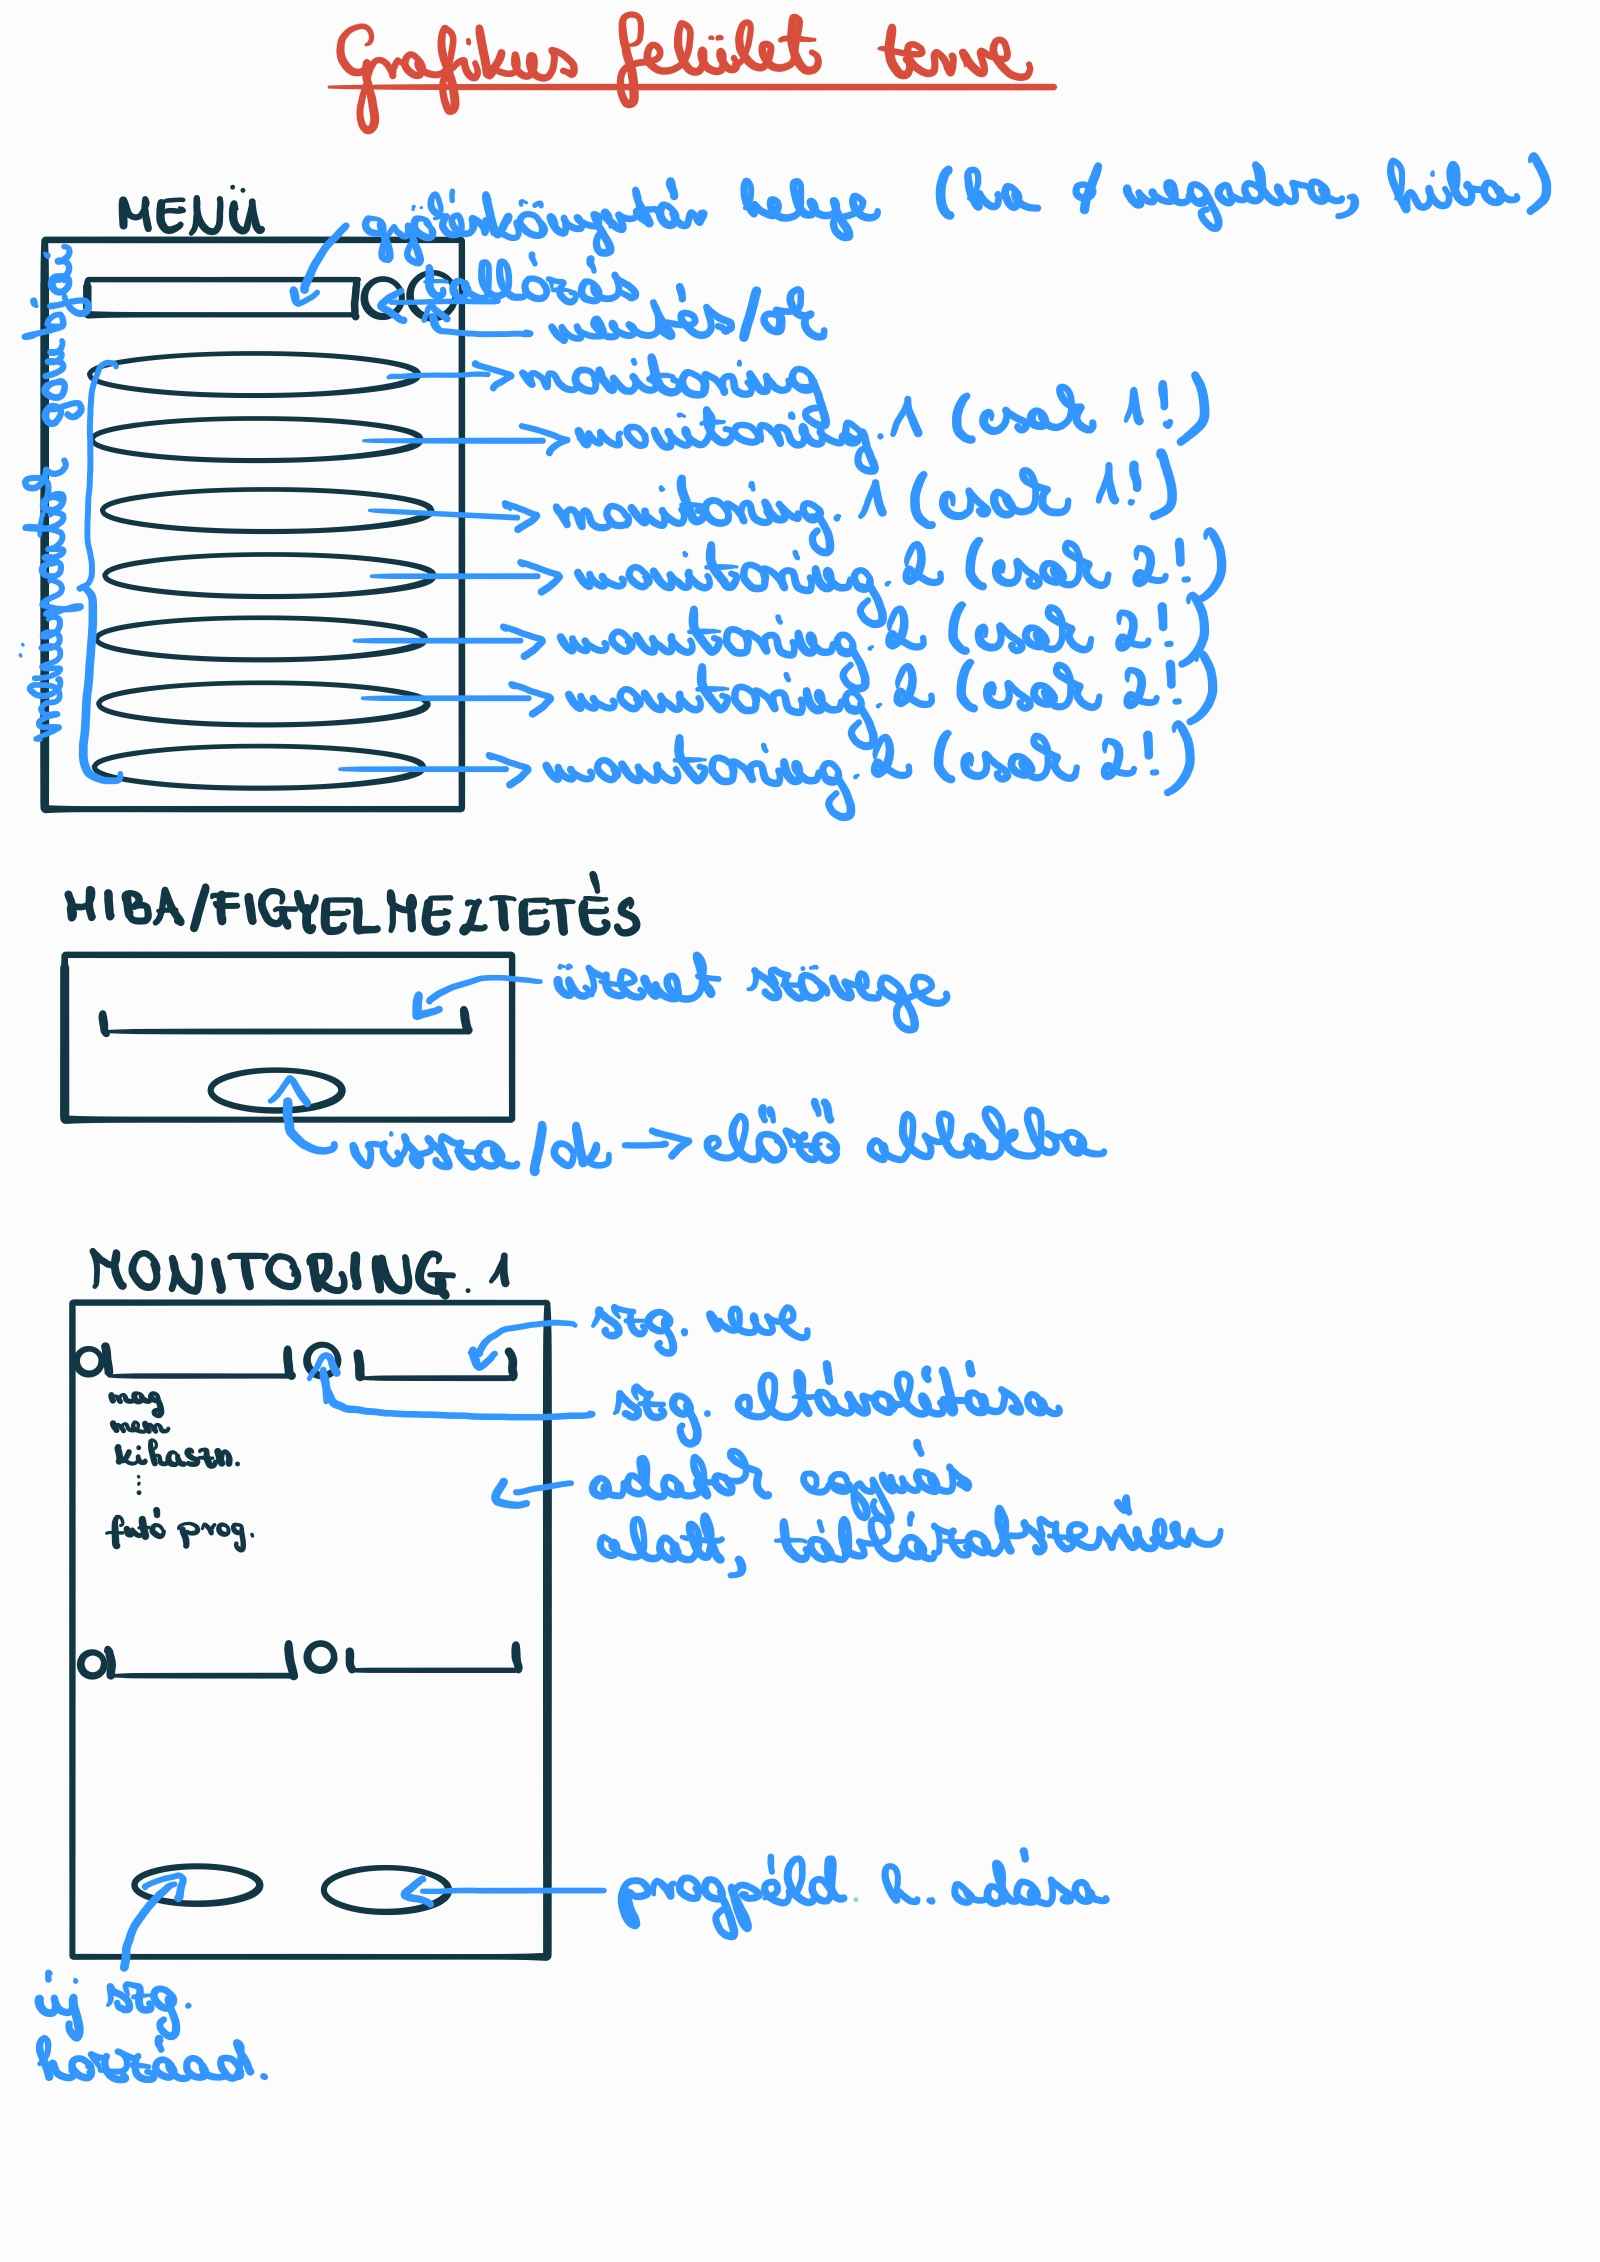 Grafikus felület terve
MENÜ
gyökérkönyvtár helye (ha ∉ megadva, hiba)
tallózás
mentés/ok
monitoring
monitoring. 1 (csak 1!)
monitoring. 1 (csak 1!)
monitoring. 2 (csak 2!)
monitoring. 2 (csak 2!)
monitoring. 2 (csak 2!)
monitoring. 2 (csak 2!)
gombjai
HIBA/FIGYELMEZTETÉS
üzenet szövege
vissza/ok → előző ablakba
MONITORING. 1
szg. neve
mag
mem
kihaszn.
⋮
futó prog.
szg. eltávolítása
adatok egymás
alatt, táblázatszerűen
progpéld. h. adása
új szg.
hozzáad.